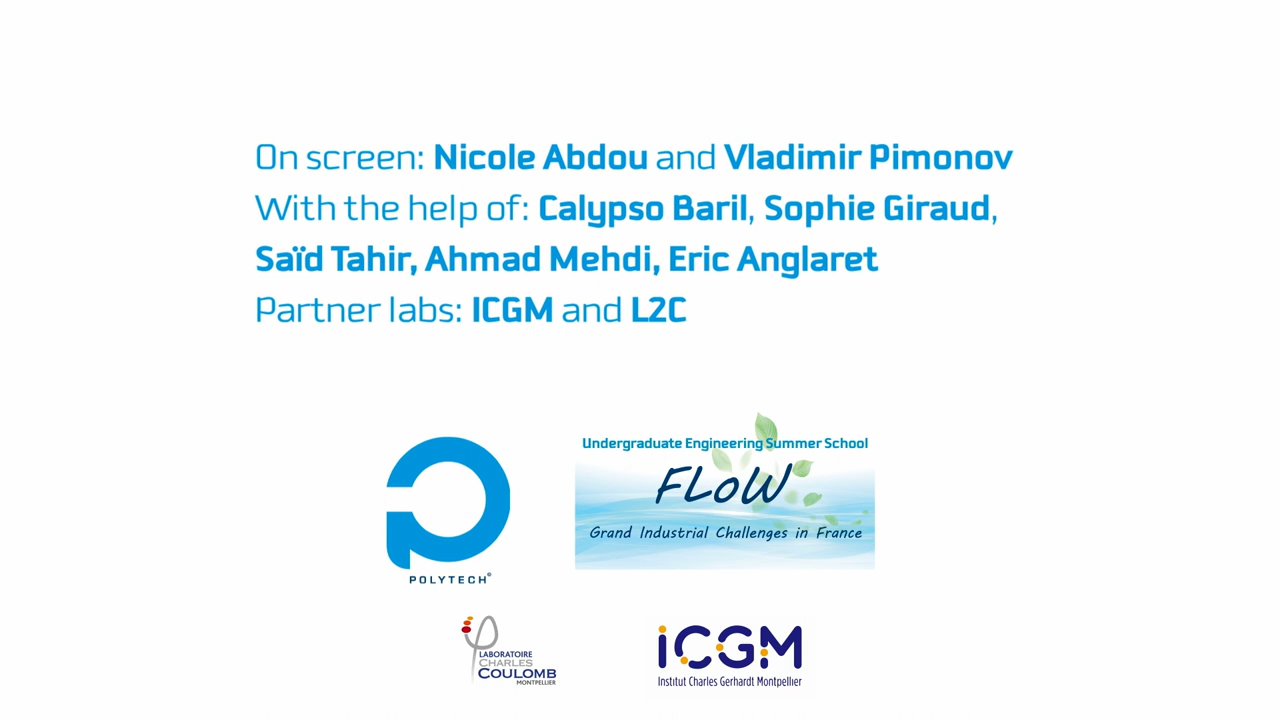 On screen: Nicole Abdou and Vladimir Pimonov
With the help of: Calypso Baril, Sophie Giraud,
Saïd Tahir, Ahmad Mehdi, Eric Anglaret
Partner labs: ICGM and L2C
POLYTECH®
Undergraduate Engineering Summer School
FLoW
Grand Industrial Challenges in France
LABORATOIRE
CHARLES
COULOMB
MONTPELLIER
iCGM
Institut Charles Gerhardt Montpellier